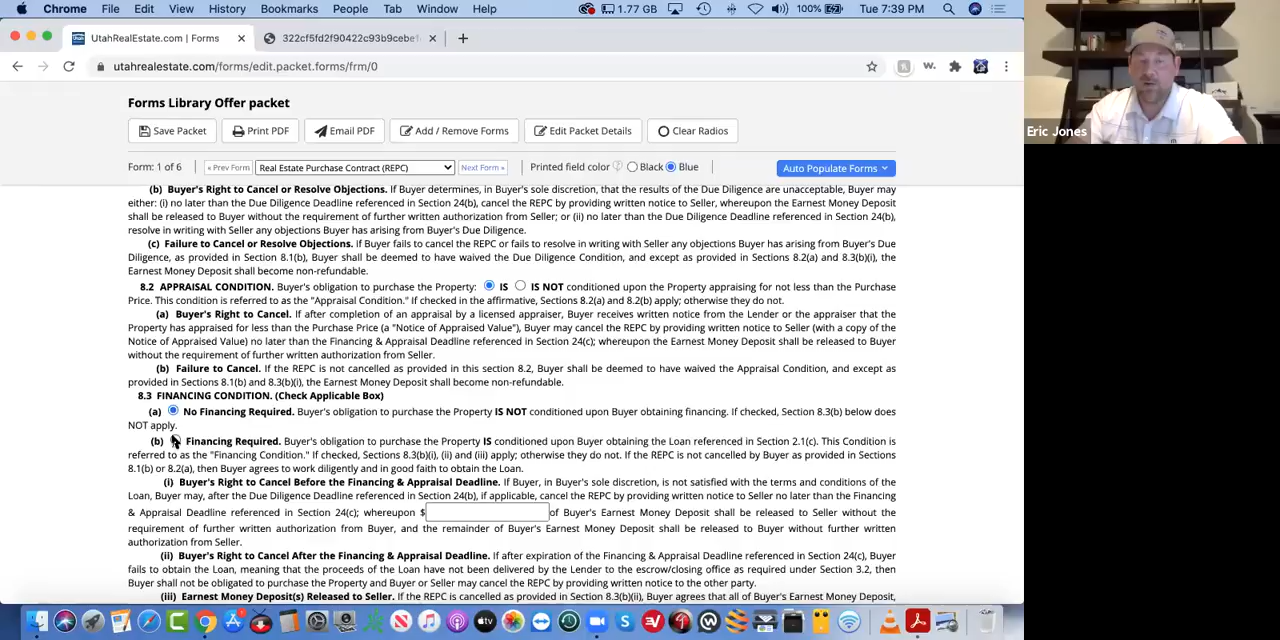 Chrome File Edit View History Bookmarks People Tab Window Help 1.77 GB 100% Tue 7:39 PM
UtahRealEstate.com | Forms 322cf5fd2f90422c93b9cebe
utahrealestate.com/forms/edit.packet.forms/frm/0
Eric Jones
Forms Library Offer packet
Save Packet Print PDF Email PDF Add / Remove Forms Edit Packet Details Clear Radios
Form: 1 of 6 « Prev Form Real Estate Purchase Contract (REPC) Next Form » Printed field color Black Blue Auto Populate Forms
(b) Buyer's Right to Cancel or Resolve Objections. If Buyer determines, in Buyer's sole discretion, that the results of the Due Diligence are unacceptable, Buyer may
either: (i) no later than the Due Diligence Deadline referenced in Section 24(b), cancel the REPC by providing written notice to Seller, whereupon the Earnest Money Deposit
shall be released to Buyer without the requirement of further written authorization from Seller; or (ii) no later than the Due Diligence Deadline referenced in Section 24(b),
resolve in writing with Seller any objections Buyer has arising from Buyer's Due Diligence.
(c) Failure to Cancel or Resolve Objections. If Buyer fails to cancel the REPC or fails to resolve in writing with Seller any objections Buyer has arising from Buyer's Due
Diligence, as provided in Section 8.1(b), Buyer shall be deemed to have waived the Due Diligence Condition, and except as provided in Sections 8.2(a) and 8.3(b)(i), the
Earnest Money Deposit shall become non-refundable.
8.2 APPRAISAL CONDITION. Buyer's obligation to purchase the Property: IS IS NOT conditioned upon the Property appraising for not less than the Purchase
Price. This condition is referred to as the "Appraisal Condition." If checked in the affirmative, Sections 8.2(a) and 8.2(b) apply; otherwise they do not.
(a) Buyer's Right to Cancel. If after completion of an appraisal by a licensed appraiser, Buyer receives written notice from the Lender or the appraiser that the
Property has appraised for less than the Purchase Price (a "Notice of Appraised Value"), Buyer may cancel the REPC by providing written notice to Seller (with a copy of the
Notice of Appraised Value) no later than the Financing & Appraisal Deadline referenced in Section 24(c); whereupon the Earnest Money Deposit shall be released to Buyer
without the requirement of further written authorization from Seller.
(b) Failure to Cancel. If the REPC is not cancelled as provided in this section 8.2, Buyer shall be deemed to have waived the Appraisal Condition, and except as
provided in Sections 8.1(b) and 8.3(b)(i), the Earnest Money Deposit shall become non-refundable.
8.3 FINANCING CONDITION. (Check Applicable Box)
(a) No Financing Required. Buyer's obligation to purchase the Property IS NOT conditioned upon Buyer obtaining financing. If checked, Section 8.3(b) below does
NOT apply.
(b) Financing Required. Buyer's obligation to purchase the Property IS conditioned upon Buyer obtaining the Loan referenced in Section 2.1(c). This Condition is
referred to as the "Financing Condition." If checked, Sections 8.3(b)(i), (ii) and (iii) apply; otherwise they do not. If the REPC is not cancelled by Buyer as provided in Sections
8.1(b) or 8.2(a), then Buyer agrees to work diligently and in good faith to obtain the Loan.
(i) Buyer's Right to Cancel Before the Financing & Appraisal Deadline. If Buyer, in Buyer's sole discretion, is not satisfied with the terms and conditions of the
Loan, Buyer may, after the Due Diligence Deadline referenced in Section 24(b), if applicable, cancel the REPC by providing written notice to Seller no later than the Financing
& Appraisal Deadline referenced in Section 24(c); whereupon $ of Buyer's Earnest Money Deposit shall be released to Seller without the
requirement of further written authorization from Buyer, and the remainder of Buyer's Earnest Money Deposit shall be released to Buyer without further written
authorization from Seller.
(ii) Buyer's Right to Cancel After the Financing & Appraisal Deadline. If after expiration of the Financing & Appraisal Deadline referenced in Section 24(c), Buyer
fails to obtain the Loan, meaning that the proceeds of the Loan have not been delivered by the Lender to the escrow/closing office as required under Section 3.2, then
Buyer shall not be obligated to purchase the Property and Buyer or Seller may cancel the REPC by providing written notice to the other party.
(iii) Earnest Money Deposit(s) Released to Seller. If the REPC is cancelled as provided in Section 8.3(b)(ii), Buyer agrees that all of Buyer's Earnest Money Deposit,